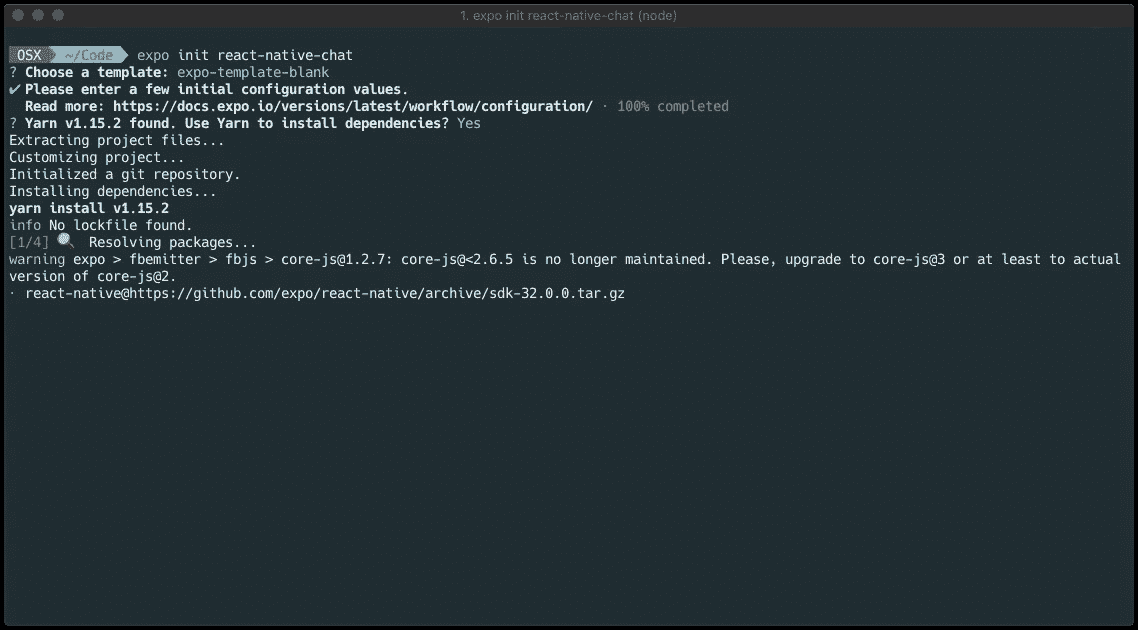 1. expo init react-native-chat (node)
OSX ~/Code expo init react-native-chat
? Choose a template: expo-template-blank
✔ Please enter a few initial configuration values.
Read more: https://docs.expo.io/versions/latest/workflow/configuration/ · 100% completed
? Yarn v1.15.2 found. Use Yarn to install dependencies? Yes
Extracting project files...
Customizing project...
Initialized a git repository.
Installing dependencies...
yarn install v1.15.2
info No lockfile found.
[1/4] 🔍 Resolving packages...
warning expo > fbemitter > fbjs > core-js@1.2.7: core-js@<2.6.5 is no longer maintained. Please, upgrade to core-js@3 or at least to actual
version of core-js@2.
· react-native@https://github.com/expo/react-native/archive/sdk-32.0.0.tar.gz